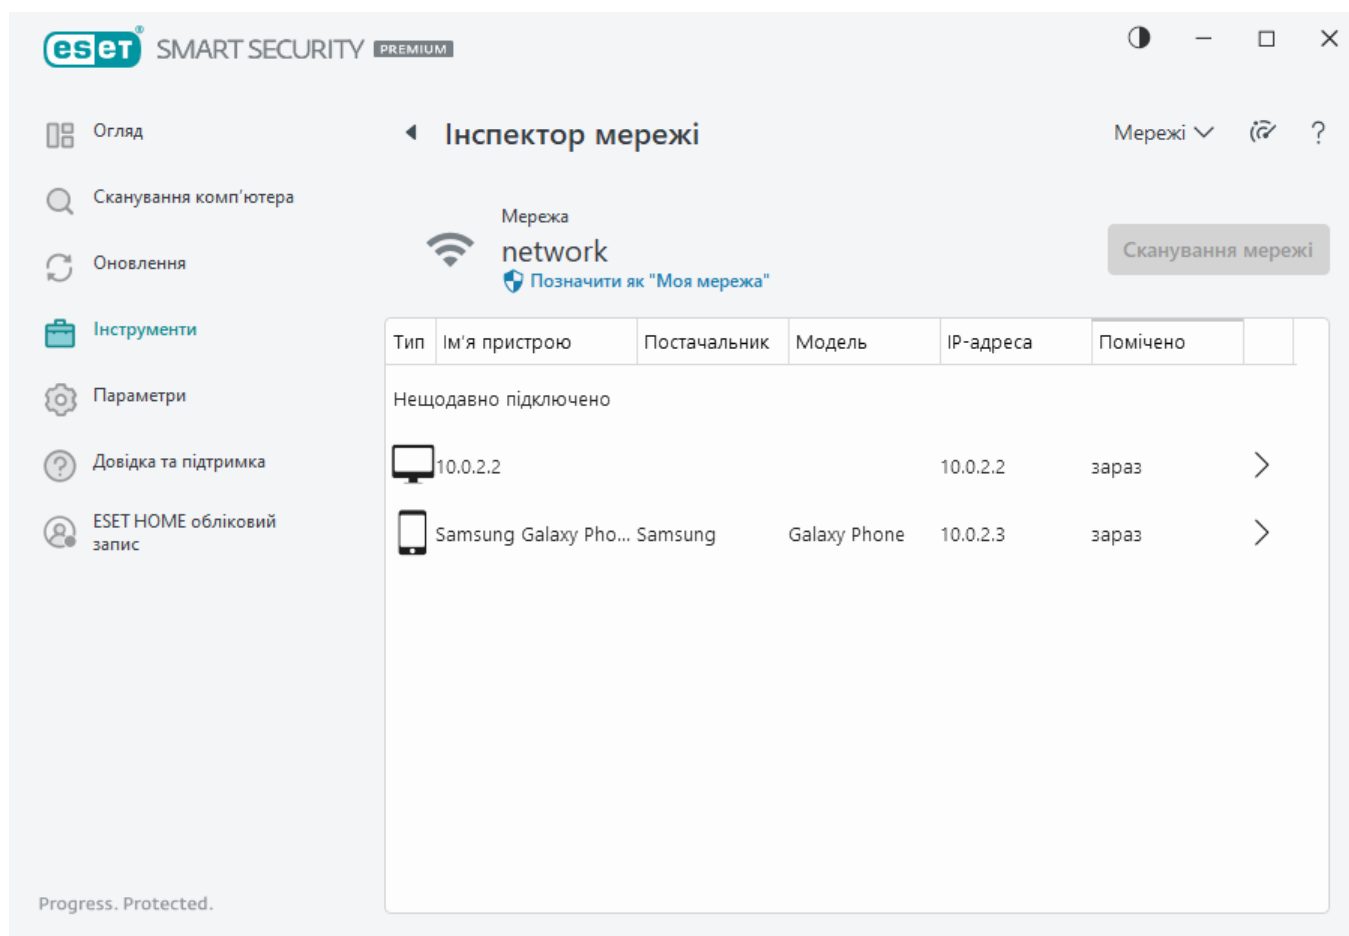 eset® SMART SECURITY PREMIUM
Огляд
Сканування комп'ютера
Оновлення
Інструменти
Параметри
Довідка та підтримка
ESET HOME обліковий
запис
Progress. Protected.
Інспектор мережі
Мережі
?
Мережа
network
Позначити як "Моя мережа"
Сканування мережі
Тип Ім'я пристрою Постачальник Модель IP-адреса Помічено
Нещодавно підключено
10.0.2.2 10.0.2.2 зараз
Samsung Galaxy Pho... Samsung Galaxy Phone 10.0.2.3 зараз